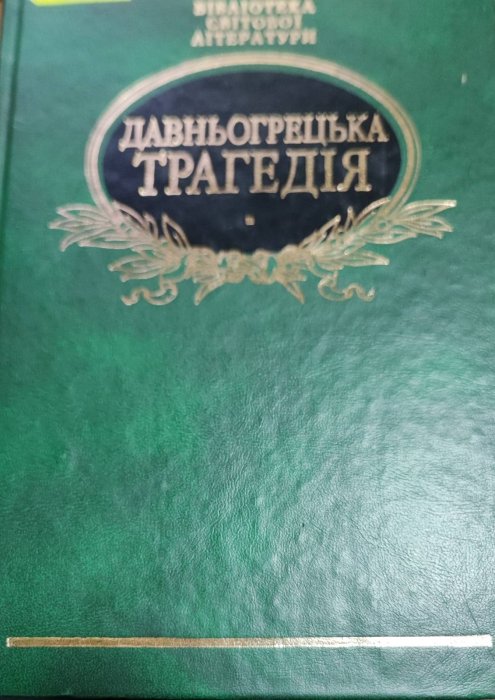 БІБЛІОТЕКА
СВІТОВОЇ
ЛІТЕРАТУРИ
ДАВНЬОГРЕЦЬКА
ТРАГЕДІЯ